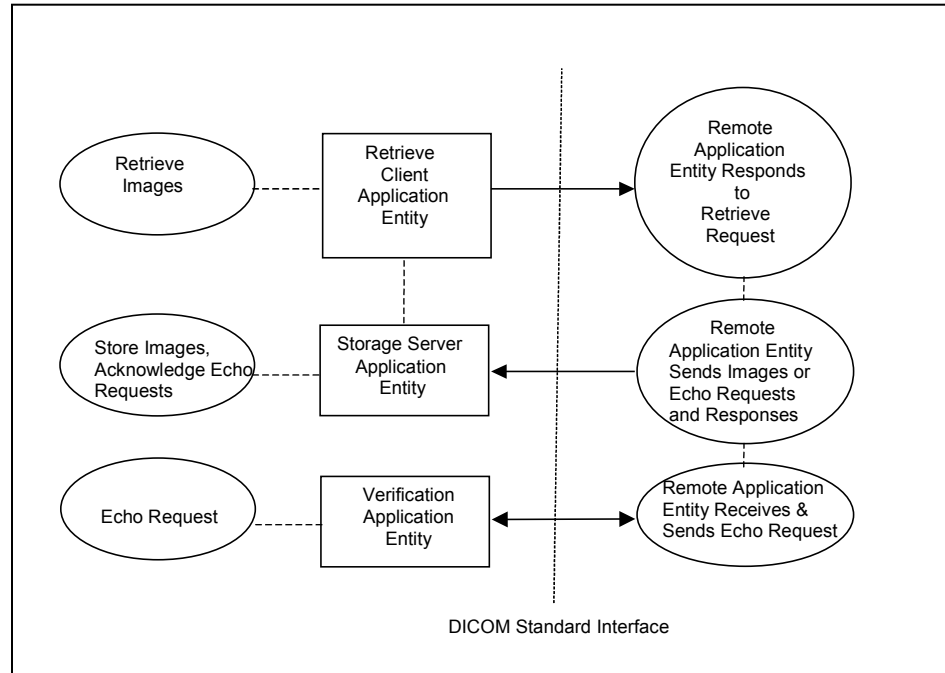 Retrieve
Images
Retrieve
Client
Application
Entity
Remote
Application
Entity Responds
to
Retrieve
Request
Store Images,
Acknowledge Echo
Requests
Storage Server
Application
Entity
Remote
Application Entity
Sends Images or
Echo Requests
and Responses
Echo Request
Verification
Application
Entity
Remote Application
Entity Receives &
Sends Echo Request
DICOM Standard Interface